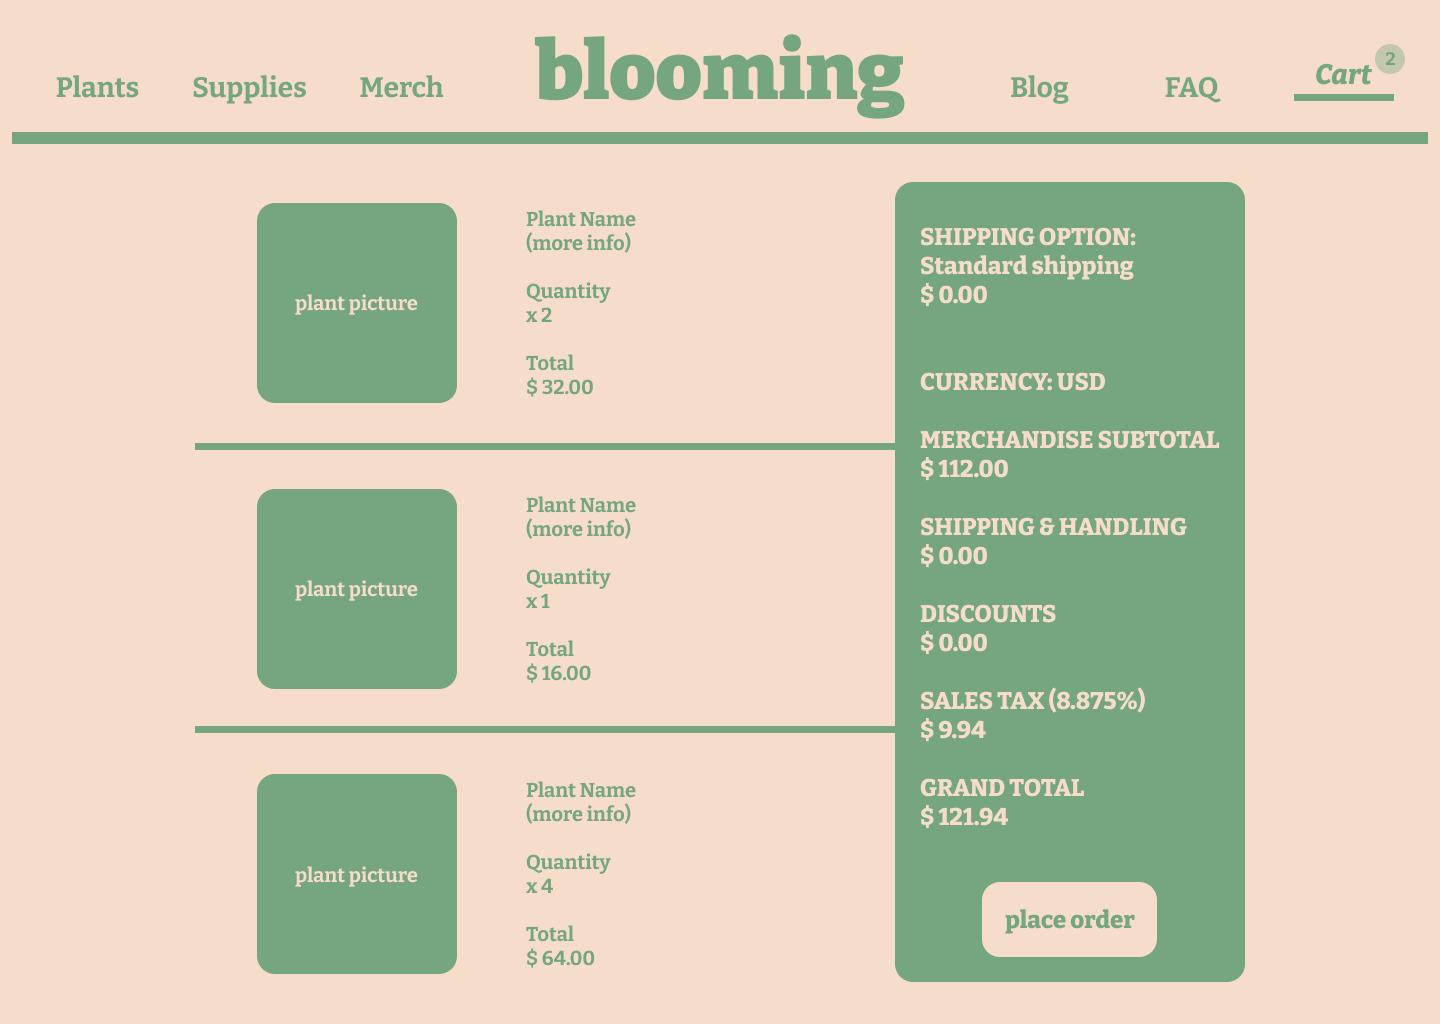 Plants
Supplies
Merch
blooming
Blog
FAQ
Cart
2
plant picture
Plant Name
(more info)
Quantity
x 2
Total
$ 32.00
plant picture
Plant Name
(more info)
Quantity
x 1
Total
$ 16.00
plant picture
Plant Name
(more info)
Quantity
x 4
Total
$ 64.00
SHIPPING OPTION:
Standard shipping
$ 0.00
CURRENCY: USD
MERCHANDISE SUBTOTAL
$ 112.00
SHIPPING & HANDLING
$ 0.00
DISCOUNTS
$ 0.00
SALES TAX (8.875%)
$ 9.94
GRAND TOTAL
$ 121.94
place order